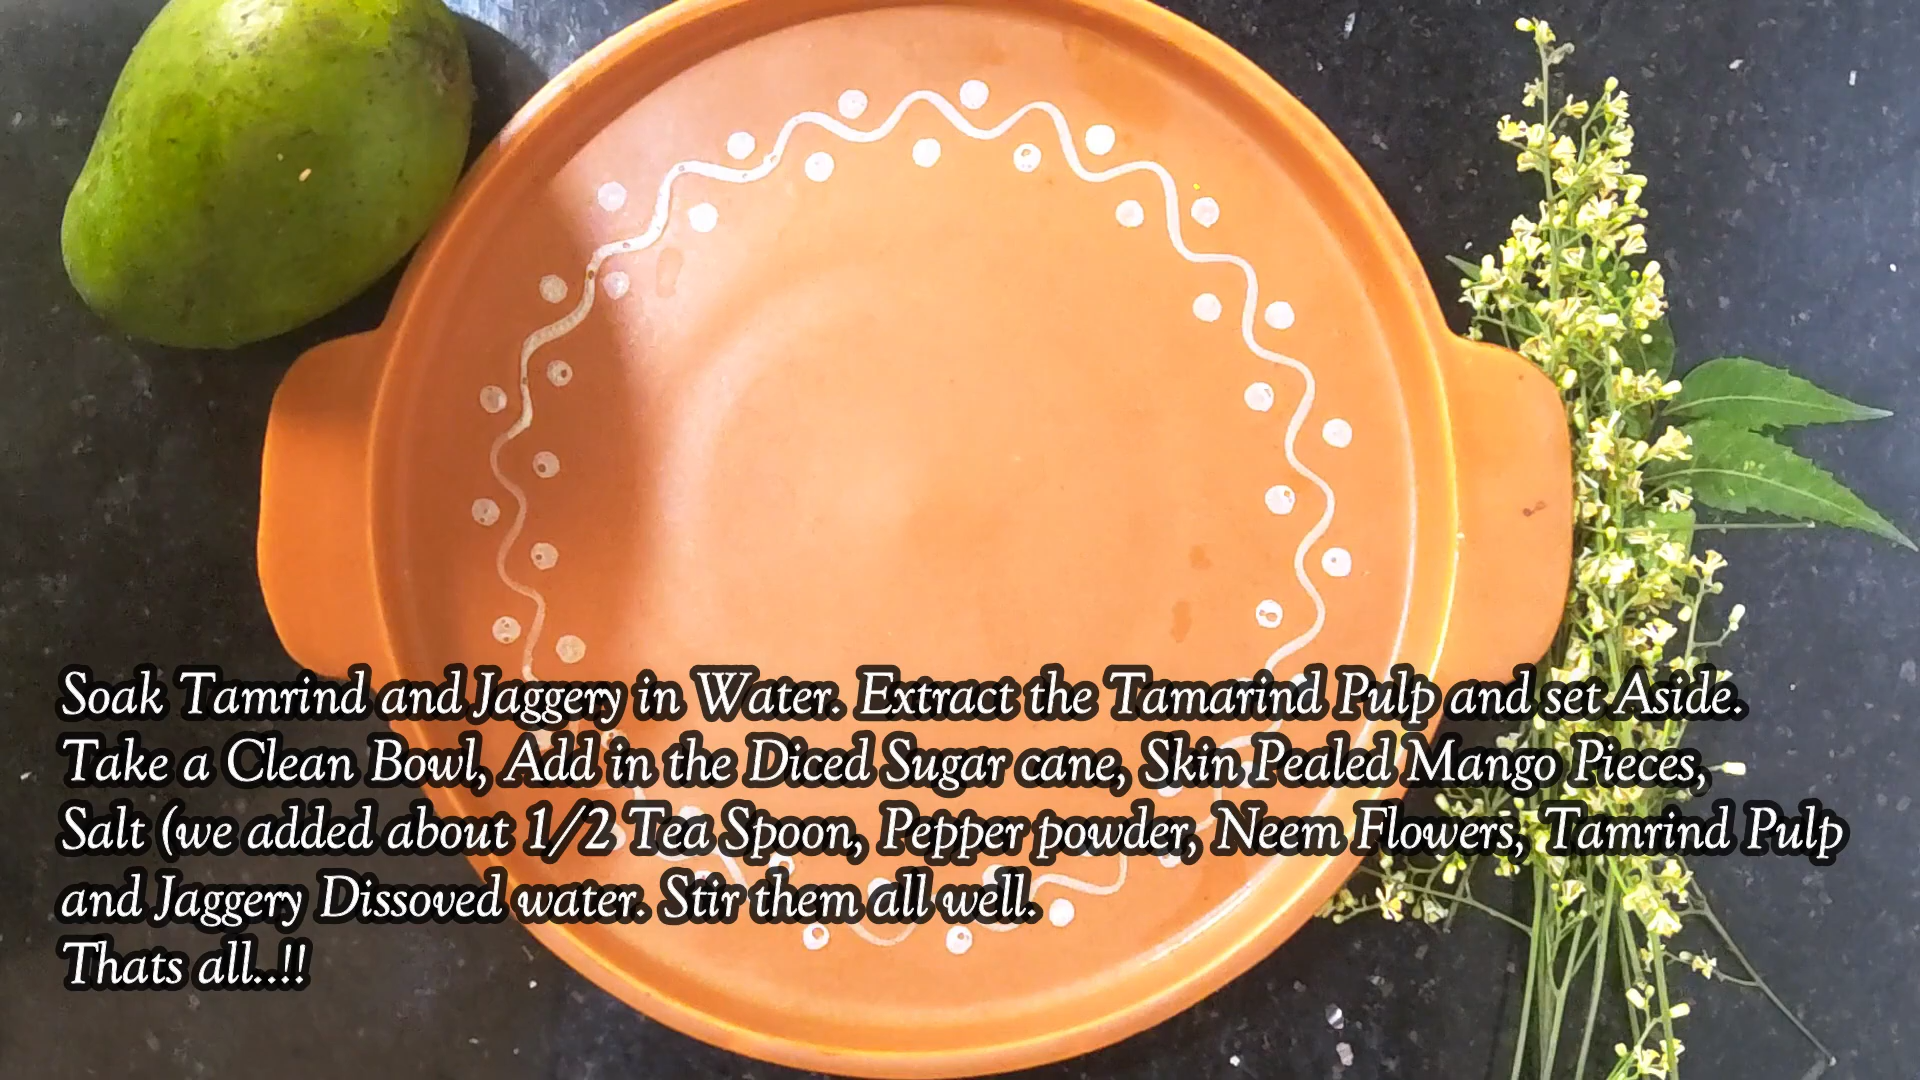 Soak Tamrind and Jaggery in Water. Extract the Tamarind Pulp and set Aside.
Take a Clean Bowl, Add in the Diced Sugar cane, Skin Pealed Mango Pieces,
Salt (we added about 1/2 Tea Spoon, Pepper powder, Neem Flowers, Tamrind Pulp
and Jaggery Dissoved water. Stir them all well.
Thats all..!!